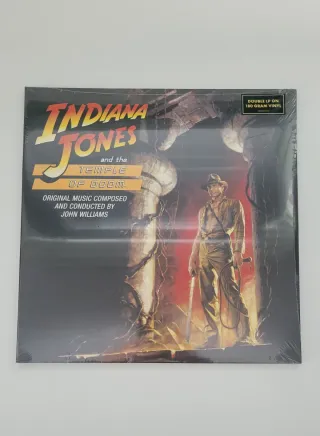 INDIANA
JONES
and the
TEMPLE
OF DOOM
ORIGINAL MUSIC COMPOSED
AND CONDUCTED BY
JOHN WILLIAMS
DOUBLE LP ON
180 GRAM VINYL